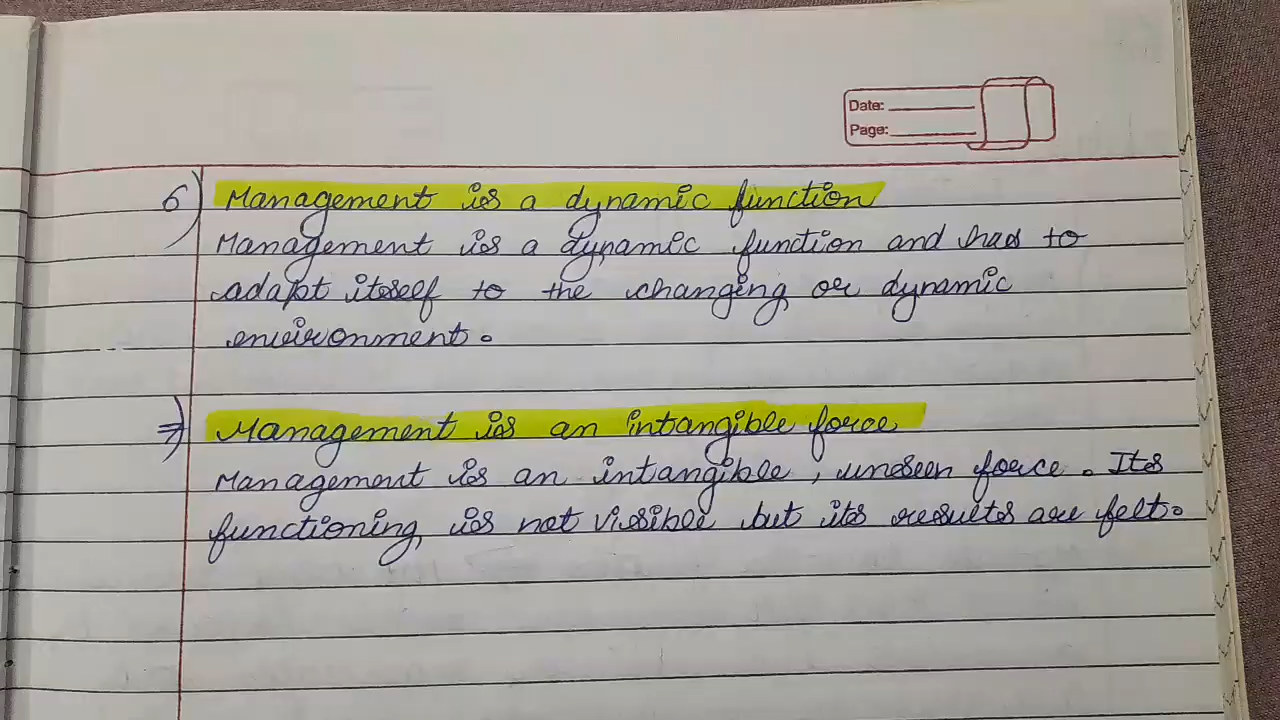 Date:
Page:
6) Management is a dynamic function
Management is a dynamic function and has to
adapt itself to the changing or dynamic
environment.
7) Management is an intangible force
Management is an intangible, unseen force. Its
functioning is not visible but its results are felt.